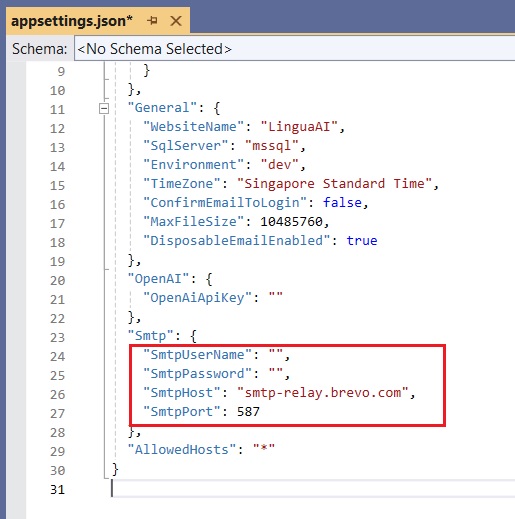 appsettings.json*
Schema: <No Schema Selected>
9 }
10 },
11 "General": {
12 "WebsiteName": "LinguaAI",
13 "SqlServer": "mssql",
14 "Environment": "dev",
15 "TimeZone": "Singapore Standard Time",
16 "ConfirmEmailToLogin": false,
17 "MaxFileSize": 10485760,
18 "DisposableEmailEnabled": true
19 },
20 "OpenAI": {
21 "OpenAiApiKey": ""
22 },
23 "Smtp": {
24 "SmtpUserName": "",
25 "SmtpPassword": "",
26 "SmtpHost": "smtp-relay.brevo.com",
27 "SmtpPort": 587
28 },
29 "AllowedHosts": "*"
30 }
31